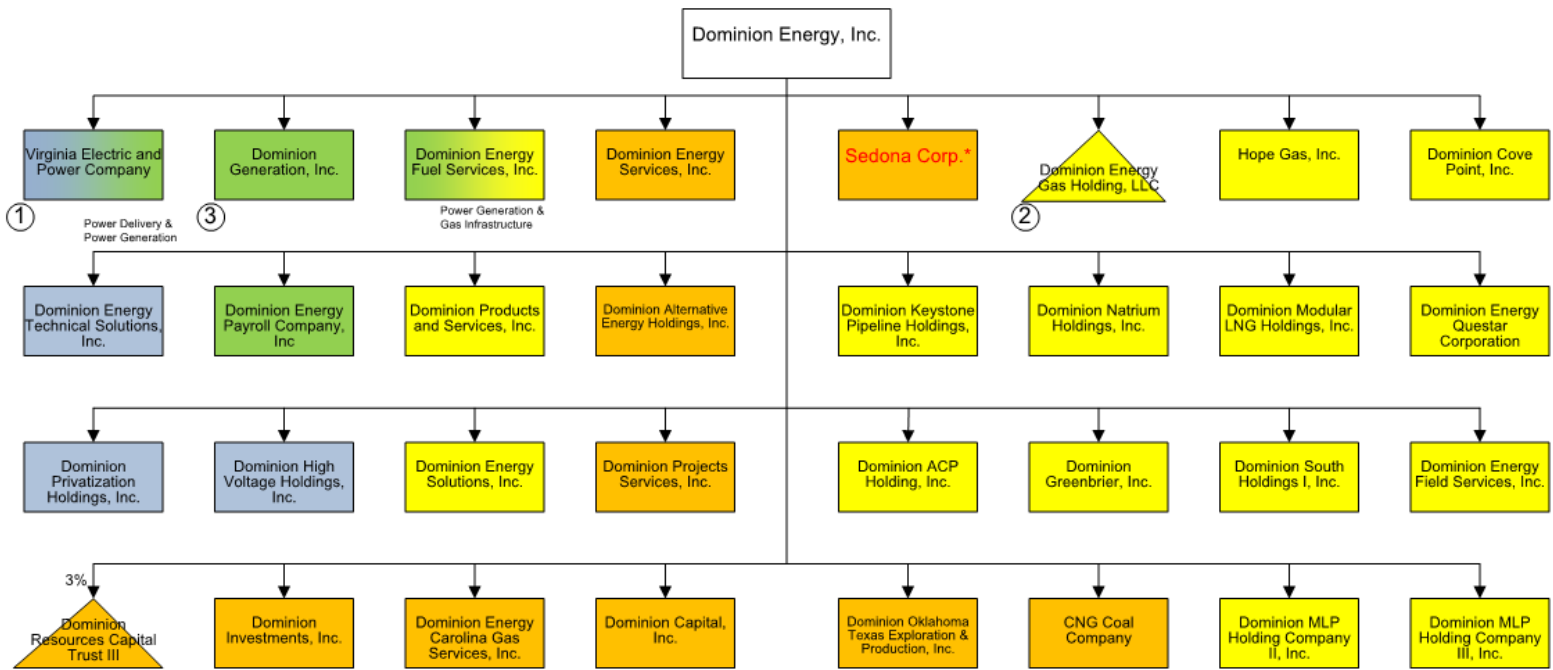 Dominion Energy, Inc.
Virginia Electric and
Power Company
Dominion
Generation, Inc.
Dominion Energy
Fuel Services, Inc.
Dominion Energy
Services, Inc.
Sedona Corp.*
Dominion Energy
Gas Holding, LLC
Hope Gas, Inc.
Dominion Cove
Point, Inc.
1
Power Delivery &
Power Generation
3
Power Generation &
Gas Infrastructure
2
Dominion Energy
Technical Solutions,
Inc.
Dominion Energy
Payroll Company,
Inc
Dominion Products
and Services, Inc.
Dominion Alternative
Energy Holdings, Inc.
Dominion Keystone
Pipeline Holdings,
Inc.
Dominion Natrium
Holdings, Inc.
Dominion Modular
LNG Holdings, Inc.
Dominion Energy
Questar
Corporation
Dominion
Privatization
Holdings, Inc.
Dominion High
Voltage Holdings,
Inc.
Dominion Energy
Solutions, Inc.
Dominion Projects
Services, Inc.
Dominion ACP
Holding, Inc.
Dominion
Greenbrier, Inc.
Dominion South
Holdings I, Inc.
Dominion Energy
Field Services, Inc.
3%
Dominion
Resources Capital
Trust III
Dominion
Investments, Inc.
Dominion Energy
Carolina Gas
Services, Inc.
Dominion Capital,
Inc.
Dominion Oklahoma
Texas Exploration &
Production, Inc.
CNG Coal
Company
Dominion MLP
Holding Company
II, Inc.
Dominion MLP
Holding Company
III, Inc.